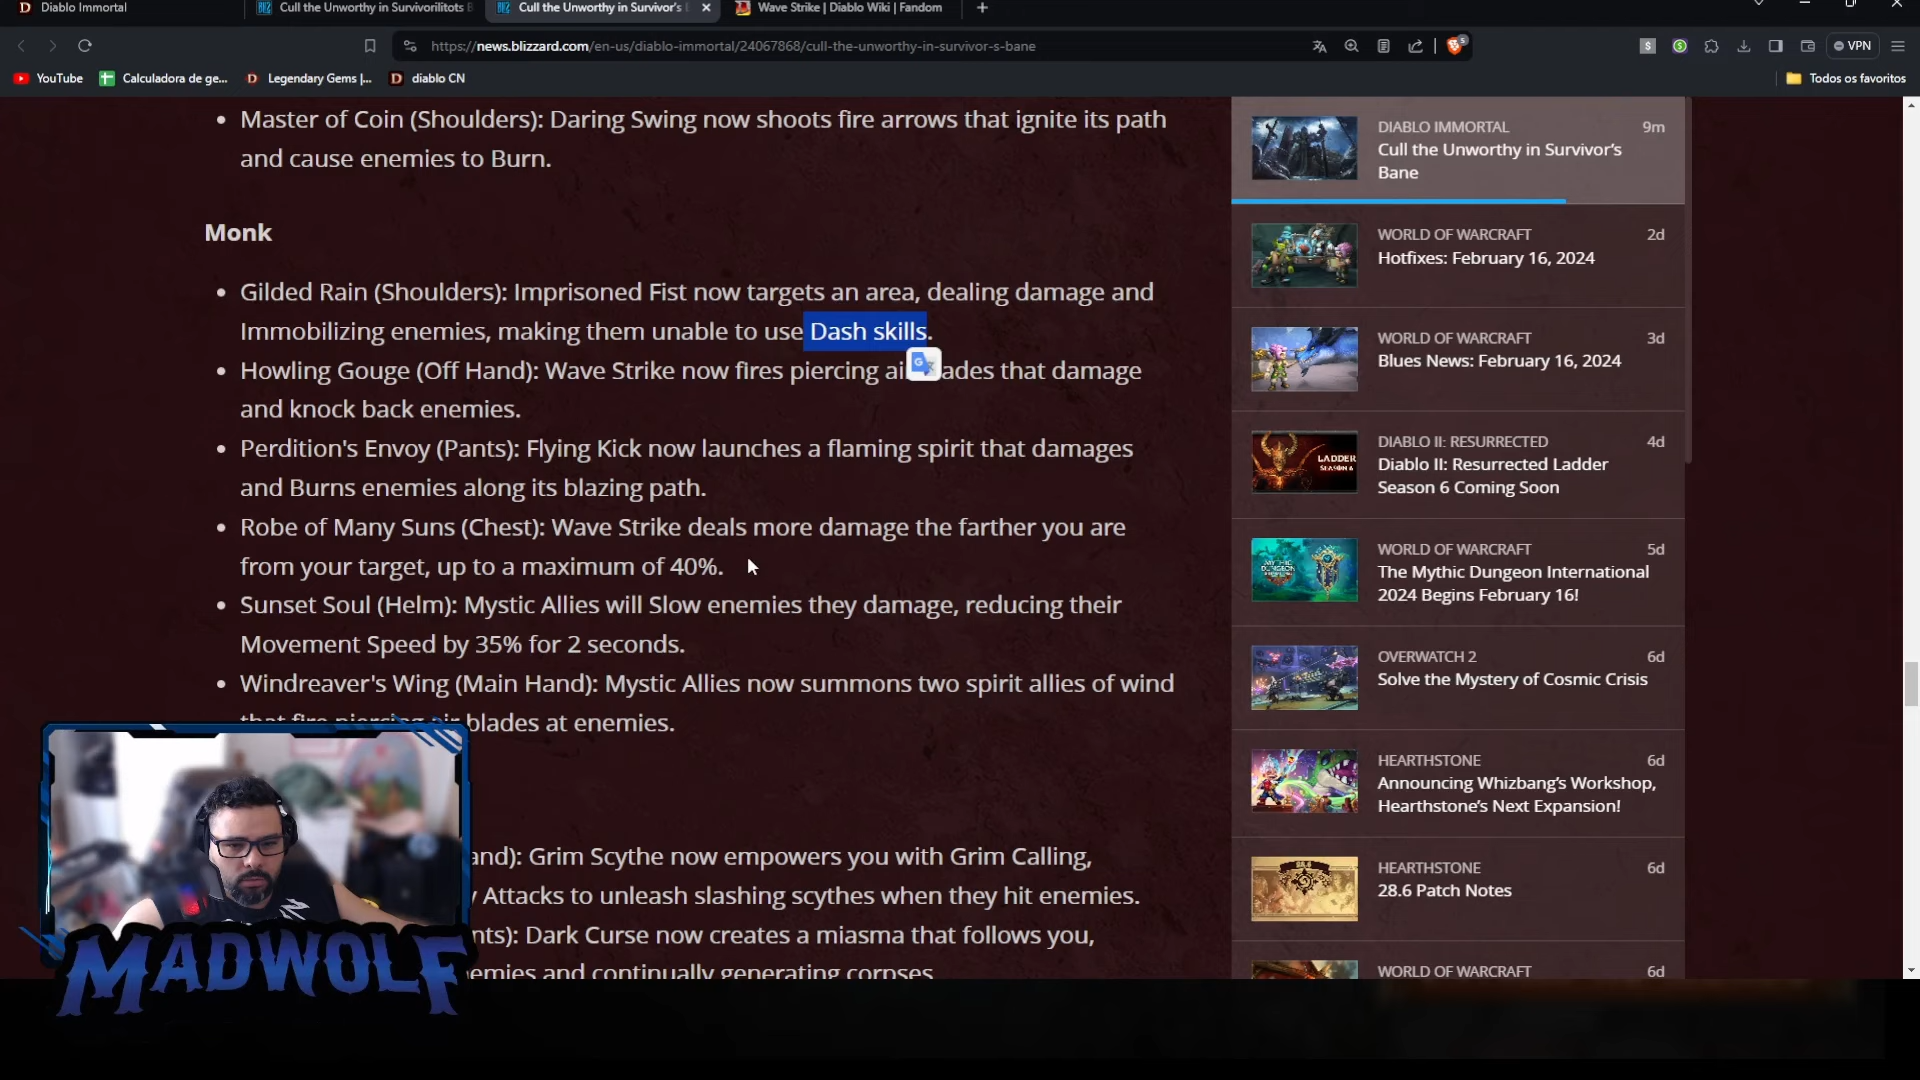 Diablo Immortal
Cull the Unworthy in Survivorilitots B
Cull the Unworthy in Survivor's B
Wave Strike | Diablo Wiki | Fandom
https://news.blizzard.com/en-us/diablo-immortal/24067868/cull-the-unworthy-in-survivor-s-bane
VPN
YouTube
Calculadora de ge...
Legendary Gems |...
diablo CN
Todos os favoritos
Master of Coin (Shoulders): Daring Swing now shoots fire arrows that ignite its path
and cause enemies to Burn.
Monk
Gilded Rain (Shoulders): Imprisoned Fist now targets an area, dealing damage and
Immobilizing enemies, making them unable to use Dash skills.
Howling Gouge (Off Hand): Wave Strike now fires piercing ai ades that damage
and knock back enemies.
Perdition's Envoy (Pants): Flying Kick now launches a flaming spirit that damages
and Burns enemies along its blazing path.
Robe of Many Suns (Chest): Wave Strike deals more damage the farther you are
from your target, up to a maximum of 40%.
Sunset Soul (Helm): Mystic Allies will Slow enemies they damage, reducing their
Movement Speed by 35% for 2 seconds.
Windreaver's Wing (Main Hand): Mystic Allies now summons two spirit allies of wind
that fire piercing air blades at enemies.
and): Grim Scythe now empowers you with Grim Calling,
y Attacks to unleash slashing scythes when they hit enemies.
nts): Dark Curse now creates a miasma that follows you,
emies and continually generating corpses
MADWOLF
DIABLO IMMORTAL 9m
Cull the Unworthy in Survivor's
Bane
WORLD OF WARCRAFT 2d
Hotfixes: February 16, 2024
WORLD OF WARCRAFT 3d
Blues News: February 16, 2024
LADDER
SEASON 6
DIABLO II: RESURRECTED 4d
Diablo II: Resurrected Ladder
Season 6 Coming Soon
WORLD OF WARCRAFT 5d
The Mythic Dungeon International
2024 Begins February 16!
OVERWATCH 2 6d
Solve the Mystery of Cosmic Crisis
HEARTHSTONE 6d
Announcing Whizbang's Workshop,
Hearthstone's Next Expansion!
HEARTHSTONE 6d
28.6 Patch Notes
WORLD OF WARCRAFT 6d